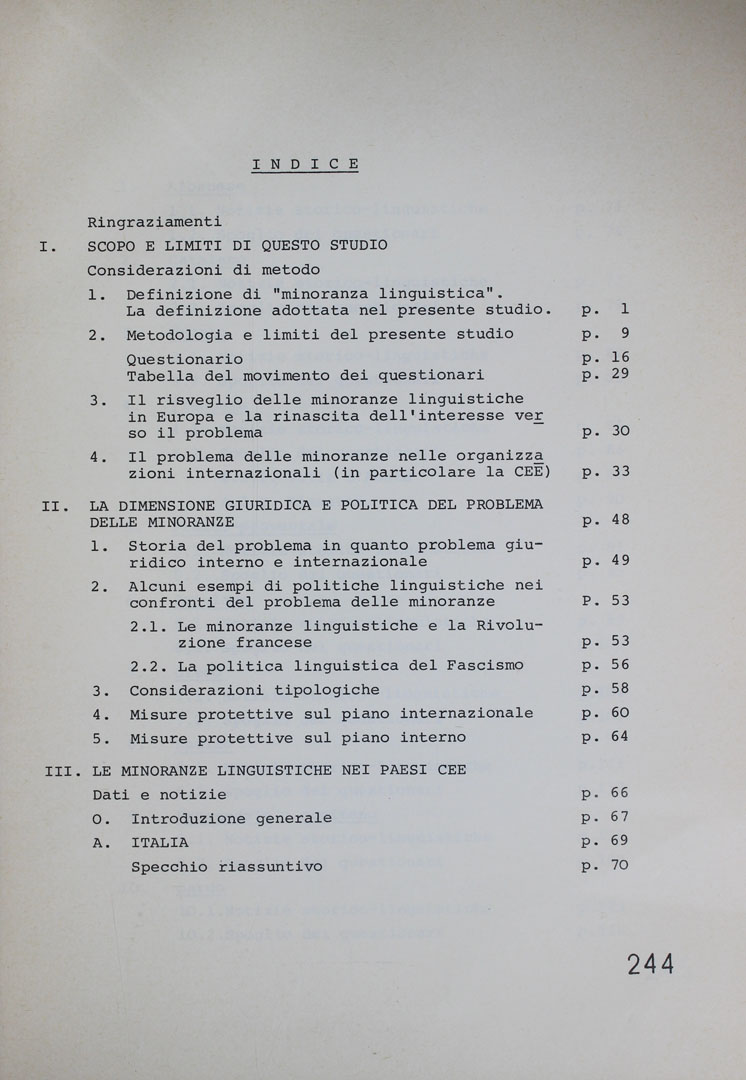 I N D I C E
Ringraziamenti
I. SCOPO E LIMITI DI QUESTO STUDIO
Considerazioni di metodo
1. Definizione di "minoranza linguistica".
La definizione adottata nel presente studio. p. 1
2. Metodologia e limiti del presente studio p. 9
Questionario p. 16
Tabella del movimento dei questionari p. 29
3. Il risveglio delle minoranze linguistiche
in Europa e la rinascita dell'interesse ver
so il problema p. 30
4. Il problema delle minoranze nelle organizza
zioni internazionali (in particolare la CEE) p. 33
II. LA DIMENSIONE GIURIDICA E POLITICA DEL PROBLEMA
DELLE MINORANZE p. 48
1. Storia del problema in quanto problema giu-
ridico interno e internazionale p. 49
2. Alcuni esempi di politiche linguistiche nei
confronti del problema delle minoranze P. 53
2.1. Le minoranze linguistiche e la Rivolu-
zione francese p. 53
2.2. La politica linguistica del Fascismo p. 56
3. Considerazioni tipologiche p. 58
4. Misure protettive sul piano internazionale p. 60
5. Misure protettive sul piano interno p. 64
III. LE MINORANZE LINGUISTICHE NEI PAESI CEE
Dati e notizie p. 66
O. Introduzione generale p. 67
A. ITALIA p. 69
Specchio riassuntivo p. 70
244